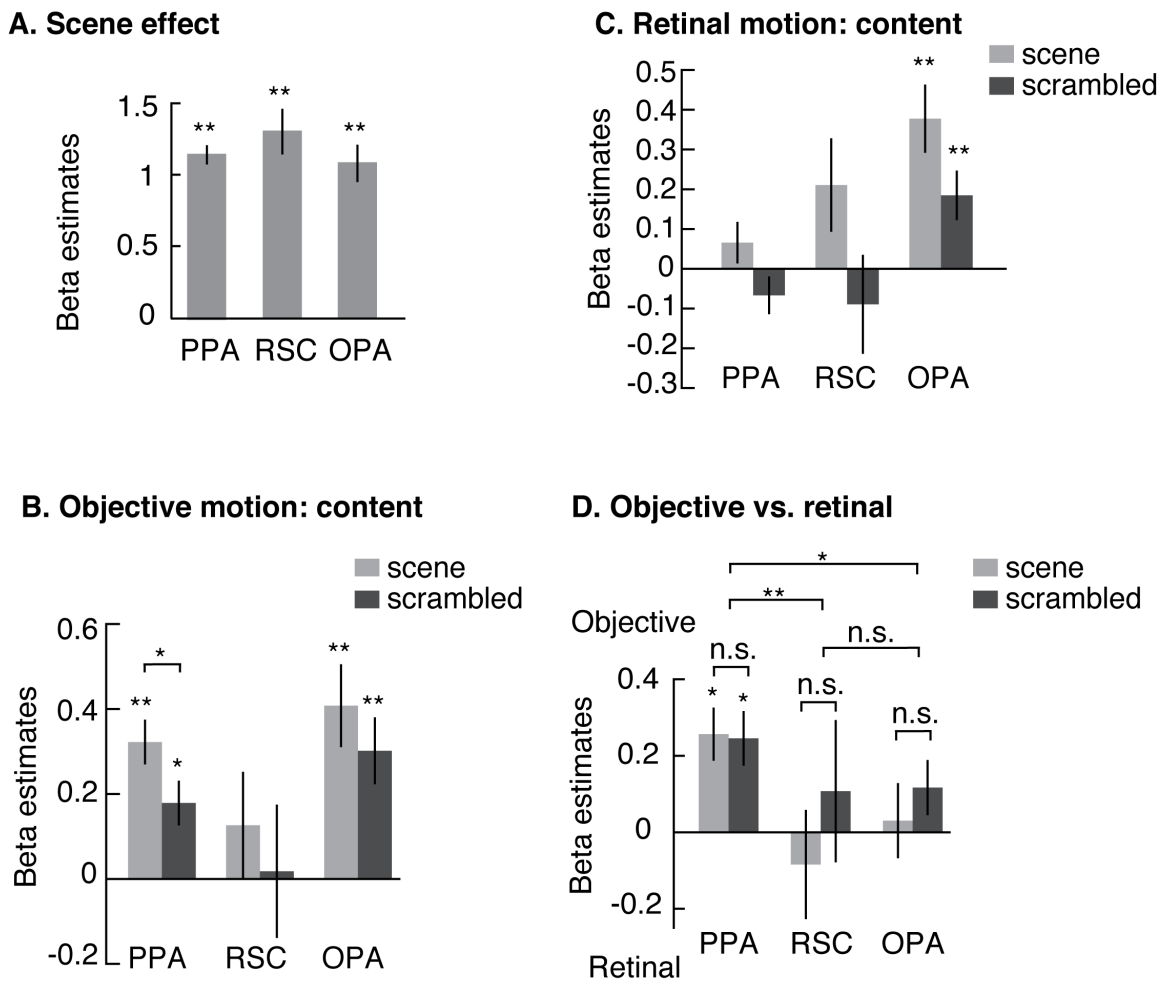 A. Scene effect
Beta estimates
1.5
1
0.5
0
** ** **
PPA RSC OPA
C. Retinal motion: content
scene
scrambled
Beta estimates
0.5
0.4
0.3
0.2
0.1
0
-0.1
-0.2
-0.3
** **
PPA RSC OPA
B. Objective motion: content
scene
scrambled
Beta estimates
0.6
0.4
0.2
0
-0.2
*
** *
** **
PPA RSC OPA
D. Objective vs. retinal
scene
scrambled
*
**
Objective
n.s.
n.s.
n.s.
n.s.
* *
Beta estimates
0.4
0.2
0
-0.2
PPA RSC OPA
Retinal